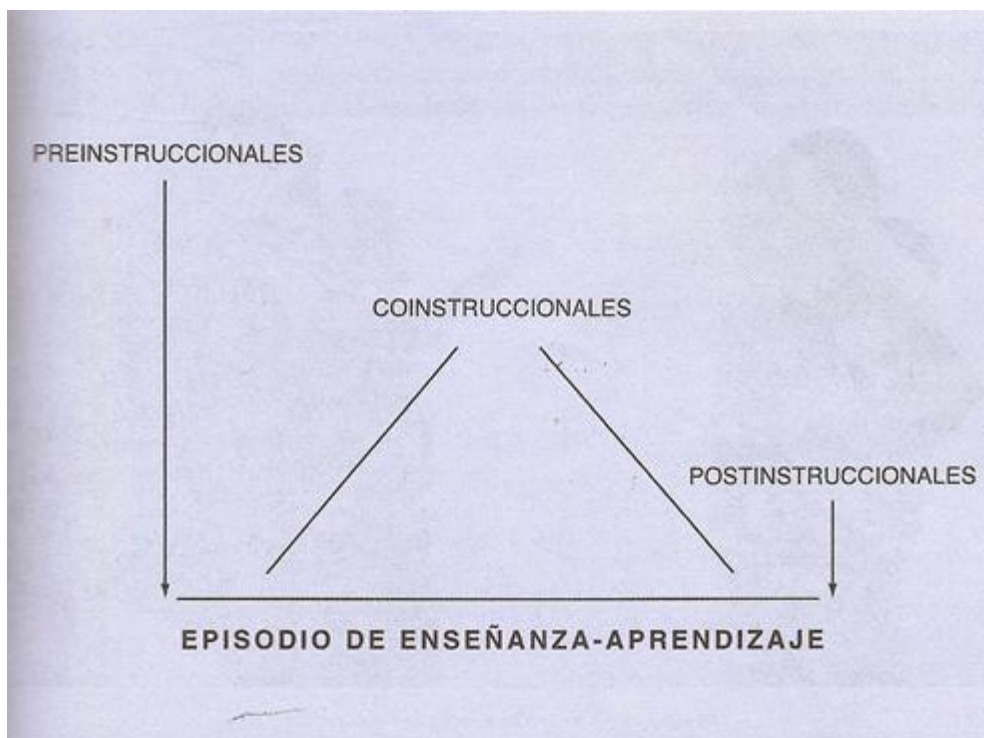 PREINSTRUCCIONALES
COINSTRUCCIONALES
POSTINSTRUCCIONALES
EPISODIO DE ENSEÑANZA-APRENDIZAJE